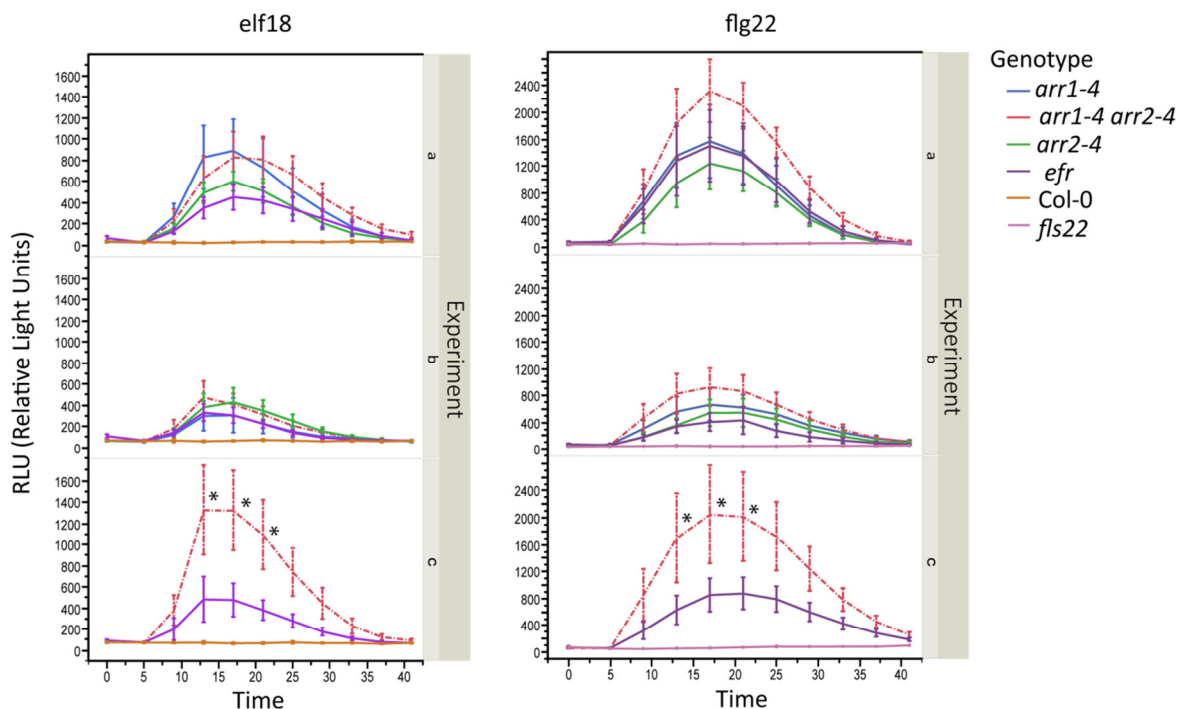 elf18
flg22
Genotype
arr1-4
arr1-4 arr2-4
arr2-4
efr
Col-0
fls22
RLU (Relative Light Units)
1600
1400
1200
1000
800
600
400
200
0
a
1600
1400
1200
1000
800
600
400
200
0
b
1600
1400
1200
1000
800
600
400
200
0
c
Experiment
0 5 10 15 20 25 30 35 40
Time
2400
2000
1600
1200
800
400
0
a
2400
2000
1600
1200
800
400
0
b
2400
2000
1600
1200
800
400
0
c
Experiment
0 5 10 15 20 25 30 35 40
Time
* * *
* * *